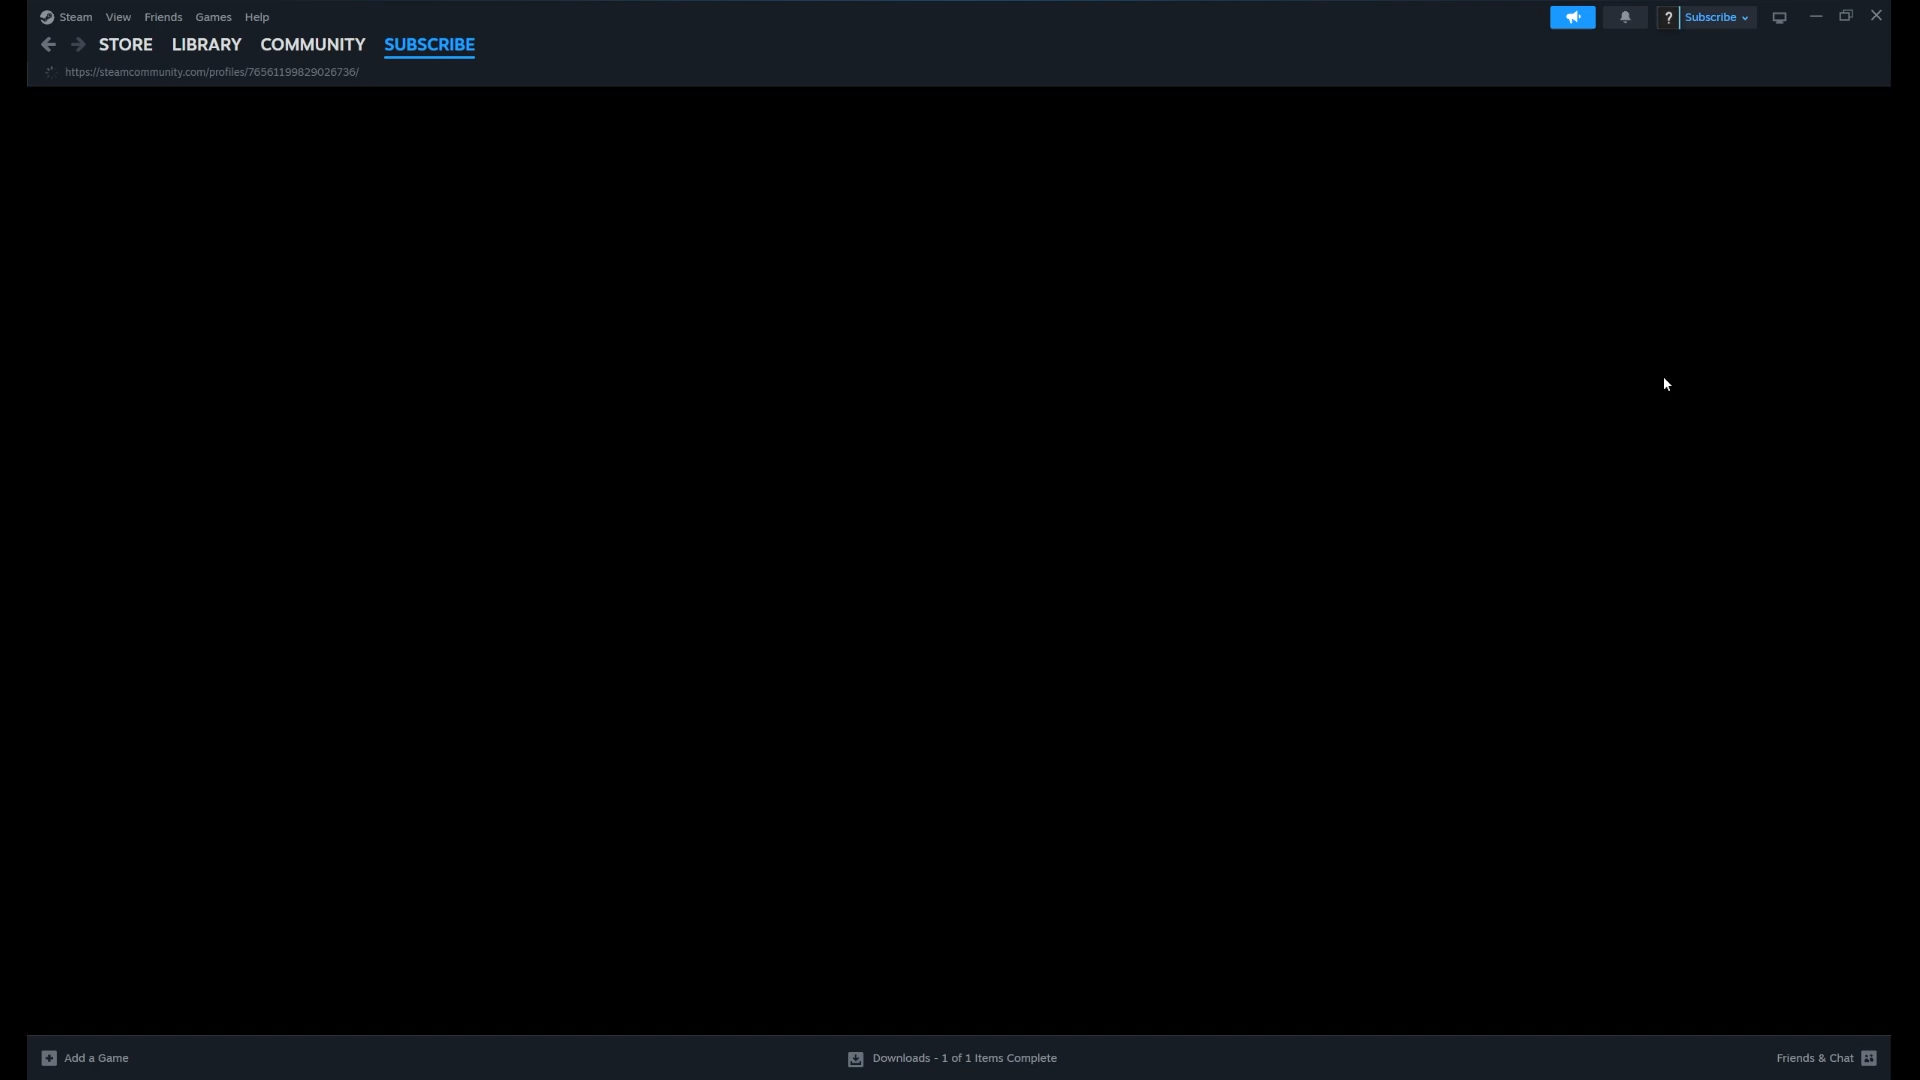 Steam View Friends Games Help
? Subscribe
STORE LIBRARY COMMUNITY SUBSCRIBE
https://steamcommunity.com/profiles/76561199829026736/
Add a Game
Downloads - 1 of 1 Items Complete
Friends & Chat